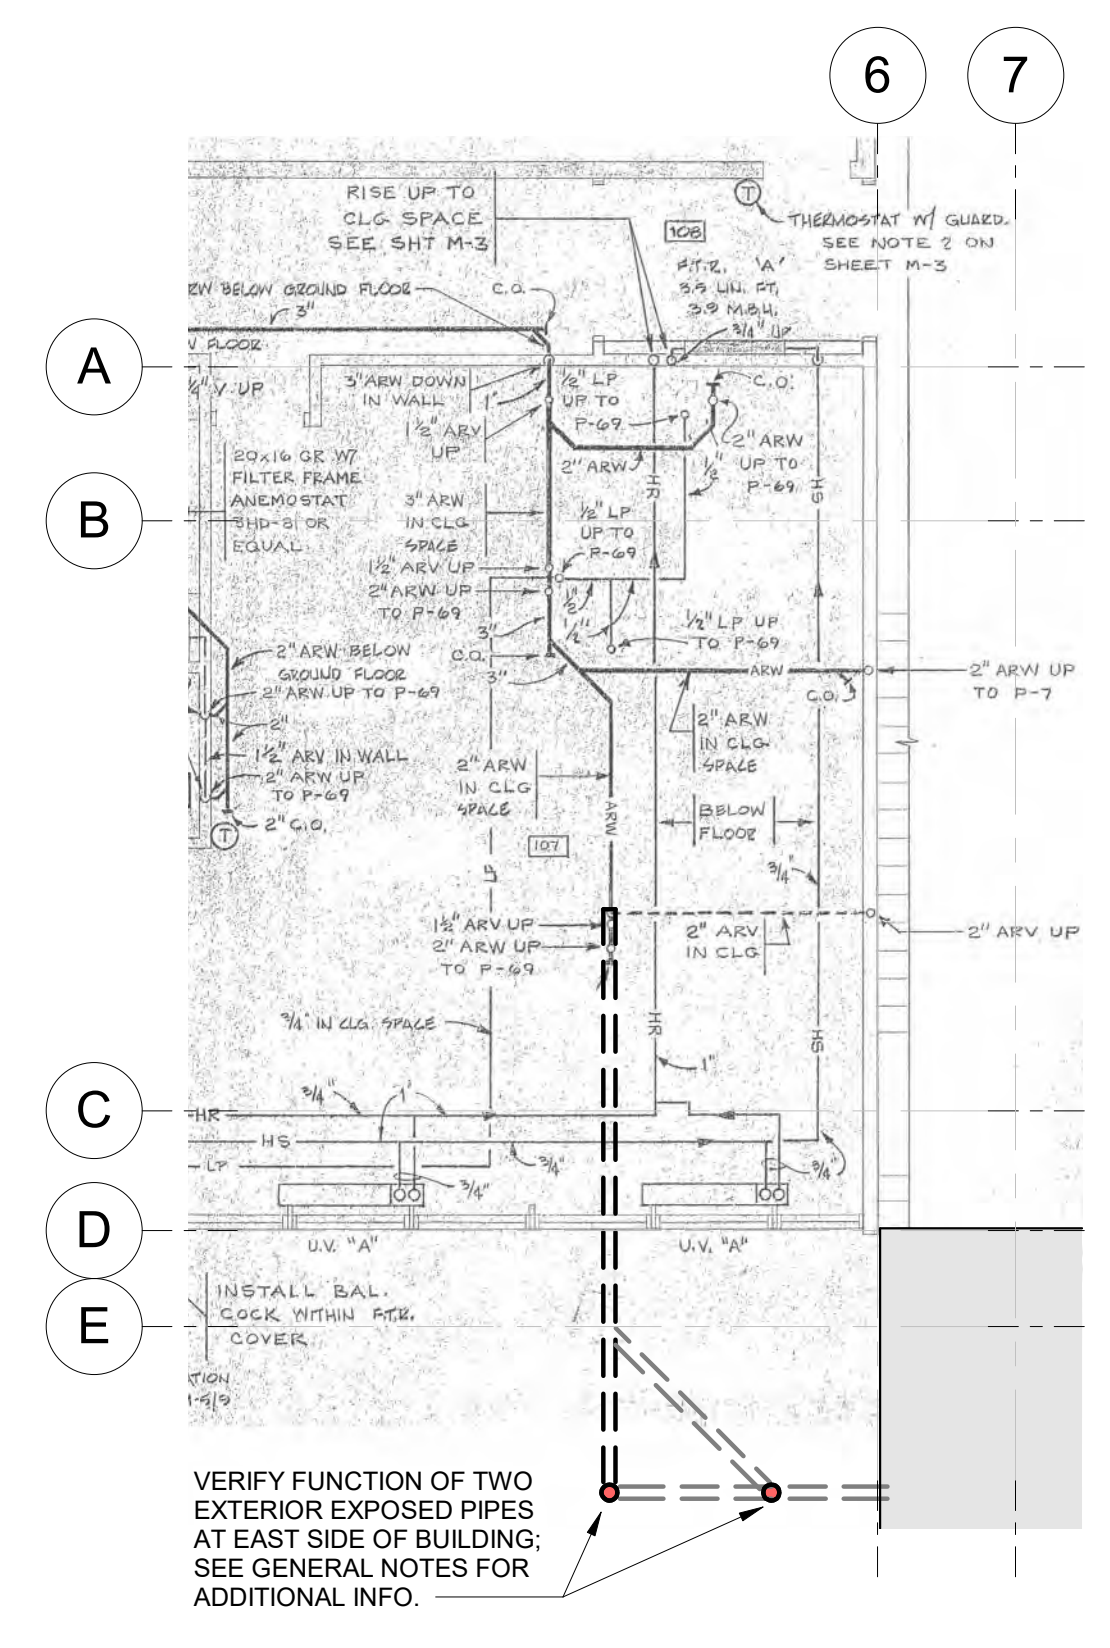 6
7
RISE UP TO
CLG SPACE
SEE SHT M-3
T
108
THERMOSTAT W/ GUARD.
SEE NOTE 2 ON
SHEET M-3
F.T.R. 'A'
3.5 LIN. FT.
3.9 M.B.H.
3/4" UP
RW BELOW GROUND FLOOR
C.O.
3"
FLOOR
A
V. UP
3" ARW DOWN
IN WALL
1"
1/2" LP
UP TO
P-69
C.O.
1 1/2" ARV
UP
2" ARW
2" ARW
UP TO
P-69
1/2"
HR
HS
20x16 GR W/
FILTER FRAME
ANEMOSTAT
3HD-8 OR
EQUAL
B
3" ARW
IN CLG
SPACE
1/2" LP
UP TO
P-69
1 1/2" ARV UP
2" ARW UP
TO P-69
1/2"
1/2"
3"
C.O.
3"
1/2" LP UP
TO P-69
ARW
C.O.
2" ARW UP
TO P-7
2" ARW BELOW
GROUND FLOOR
2" ARW UP TO P-69
2"
1 1/2" ARV IN WALL
2" ARW UP
TO P-69
2" C.O.
T
2" ARW
IN CLG
SPACE
2" ARW
IN CLG
SPACE
ARW
BELOW
FLOOR
107
LP
3/4"
1 1/2" ARV UP
2" ARW UP
TO P-69
2" ARV
IN CLG
2" ARV UP
3/4" IN CLG. SPACE
HR
HS
1"
C
3/4"
1"
HR
HS
3/4"
LP
3/4"
3/4"
D
U.V. "A"
U.V. "A"
E
INSTALL BAL.
COCK WITHIN F.T.R.
COVER
VERIFY FUNCTION OF TWO
EXTERIOR EXPOSED PIPES
AT EAST SIDE OF BUILDING;
SEE GENERAL NOTES FOR
ADDITIONAL INFO.